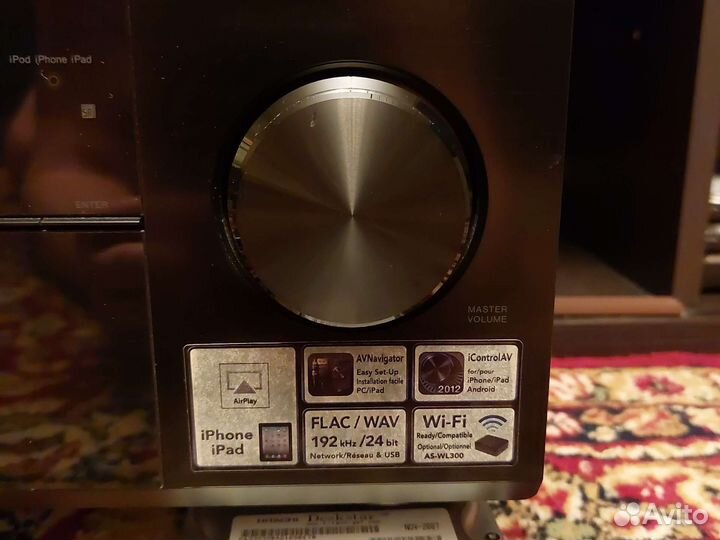 iPod iPhone iPad
ENTER
MASTER
VOLUME
AirPlay
iPhone
iPad
AVNavigator
Easy Set-Up
Installation facile
PC/iPad
iControlAV
2012
for/pour
iPhone/iPad
Android
FLAC / WAV
192 kHz /24 bit
Network/Réseau & USB
Wi-Fi
Ready/Compatible
Optional/Optionnel
AS-WL300
Deskstar
Avito